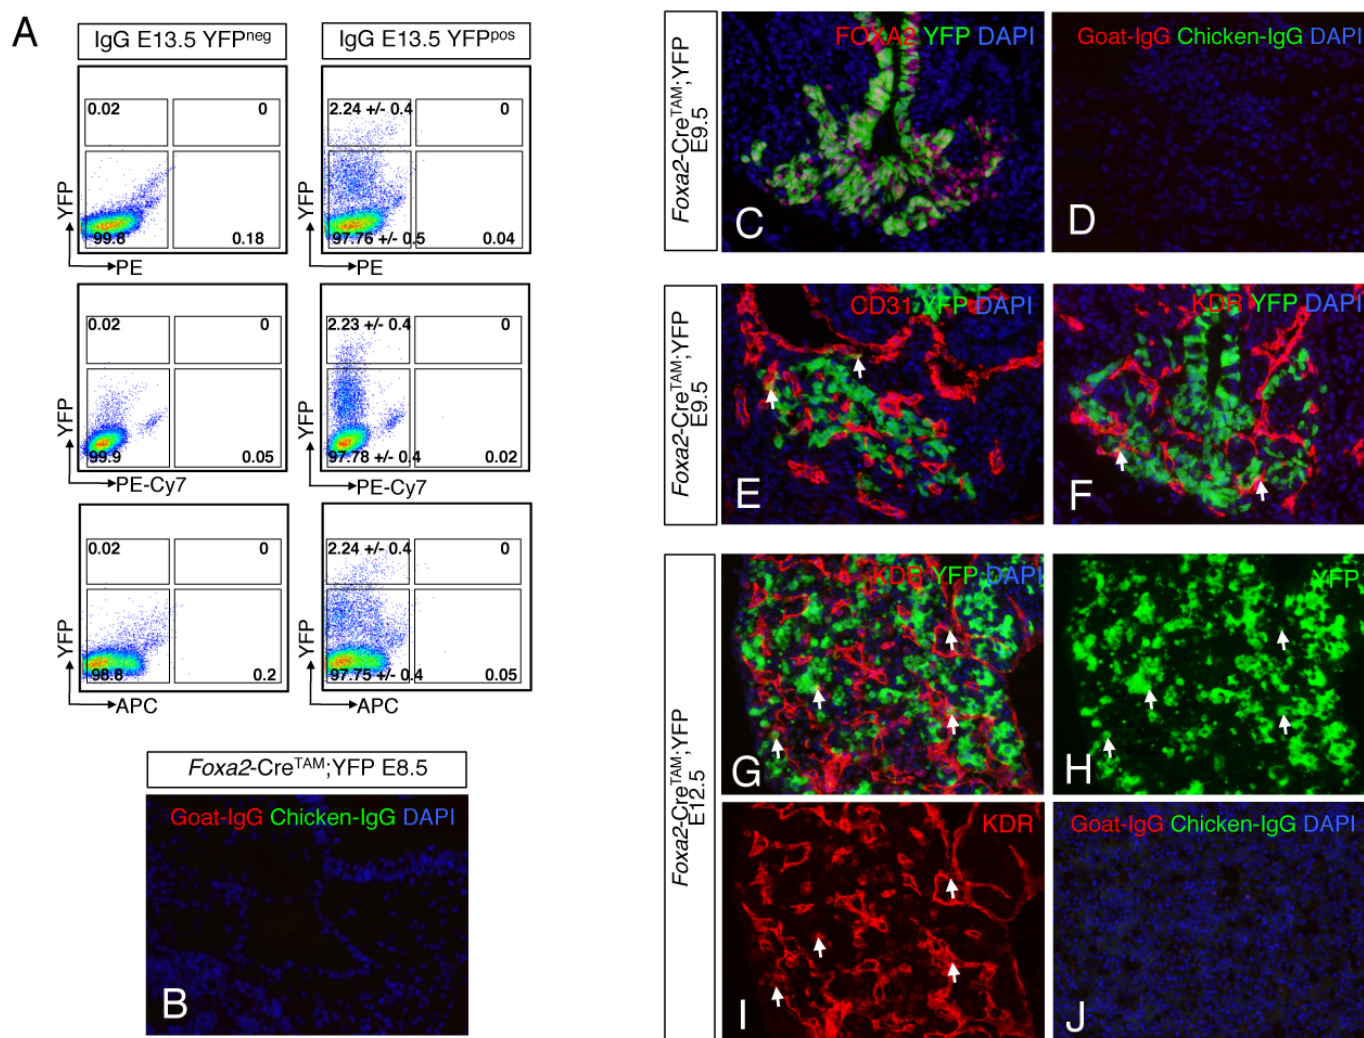 A
IgG E13.5 YFPneg
IgG E13.5 YFPpos
0.02
0
99.8
0.18
YFP
PE
2.24 +/- 0.4
0
97.76 +/- 0.5
0.04
YFP
PE
0.02
0
99.9
0.05
YFP
PE-Cy7
2.23 +/- 0.4
0
97.78 +/- 0.4
0.02
YFP
PE-Cy7
0.02
0
98.8
0.2
YFP
APC
2.24 +/- 0.4
0
97.75 +/- 0.4
0.05
YFP
APC
Foxa2-CreTAM;YFP E8.5
Goat-IgG Chicken-IgG DAPI
B
Foxa2-CreTAM;YFP
E9.5
FOXA2 YFP DAPI
C
Goat-IgG Chicken-IgG DAPI
D
Foxa2-CreTAM;YFP
E9.5
CD31 YFP DAPI
E
KDR YFP DAPI
F
Foxa2-CreTAM;YFP
E12.5
KDR YFP DAPI
G
YFP
H
KDR
I
Goat-IgG Chicken-IgG DAPI
J